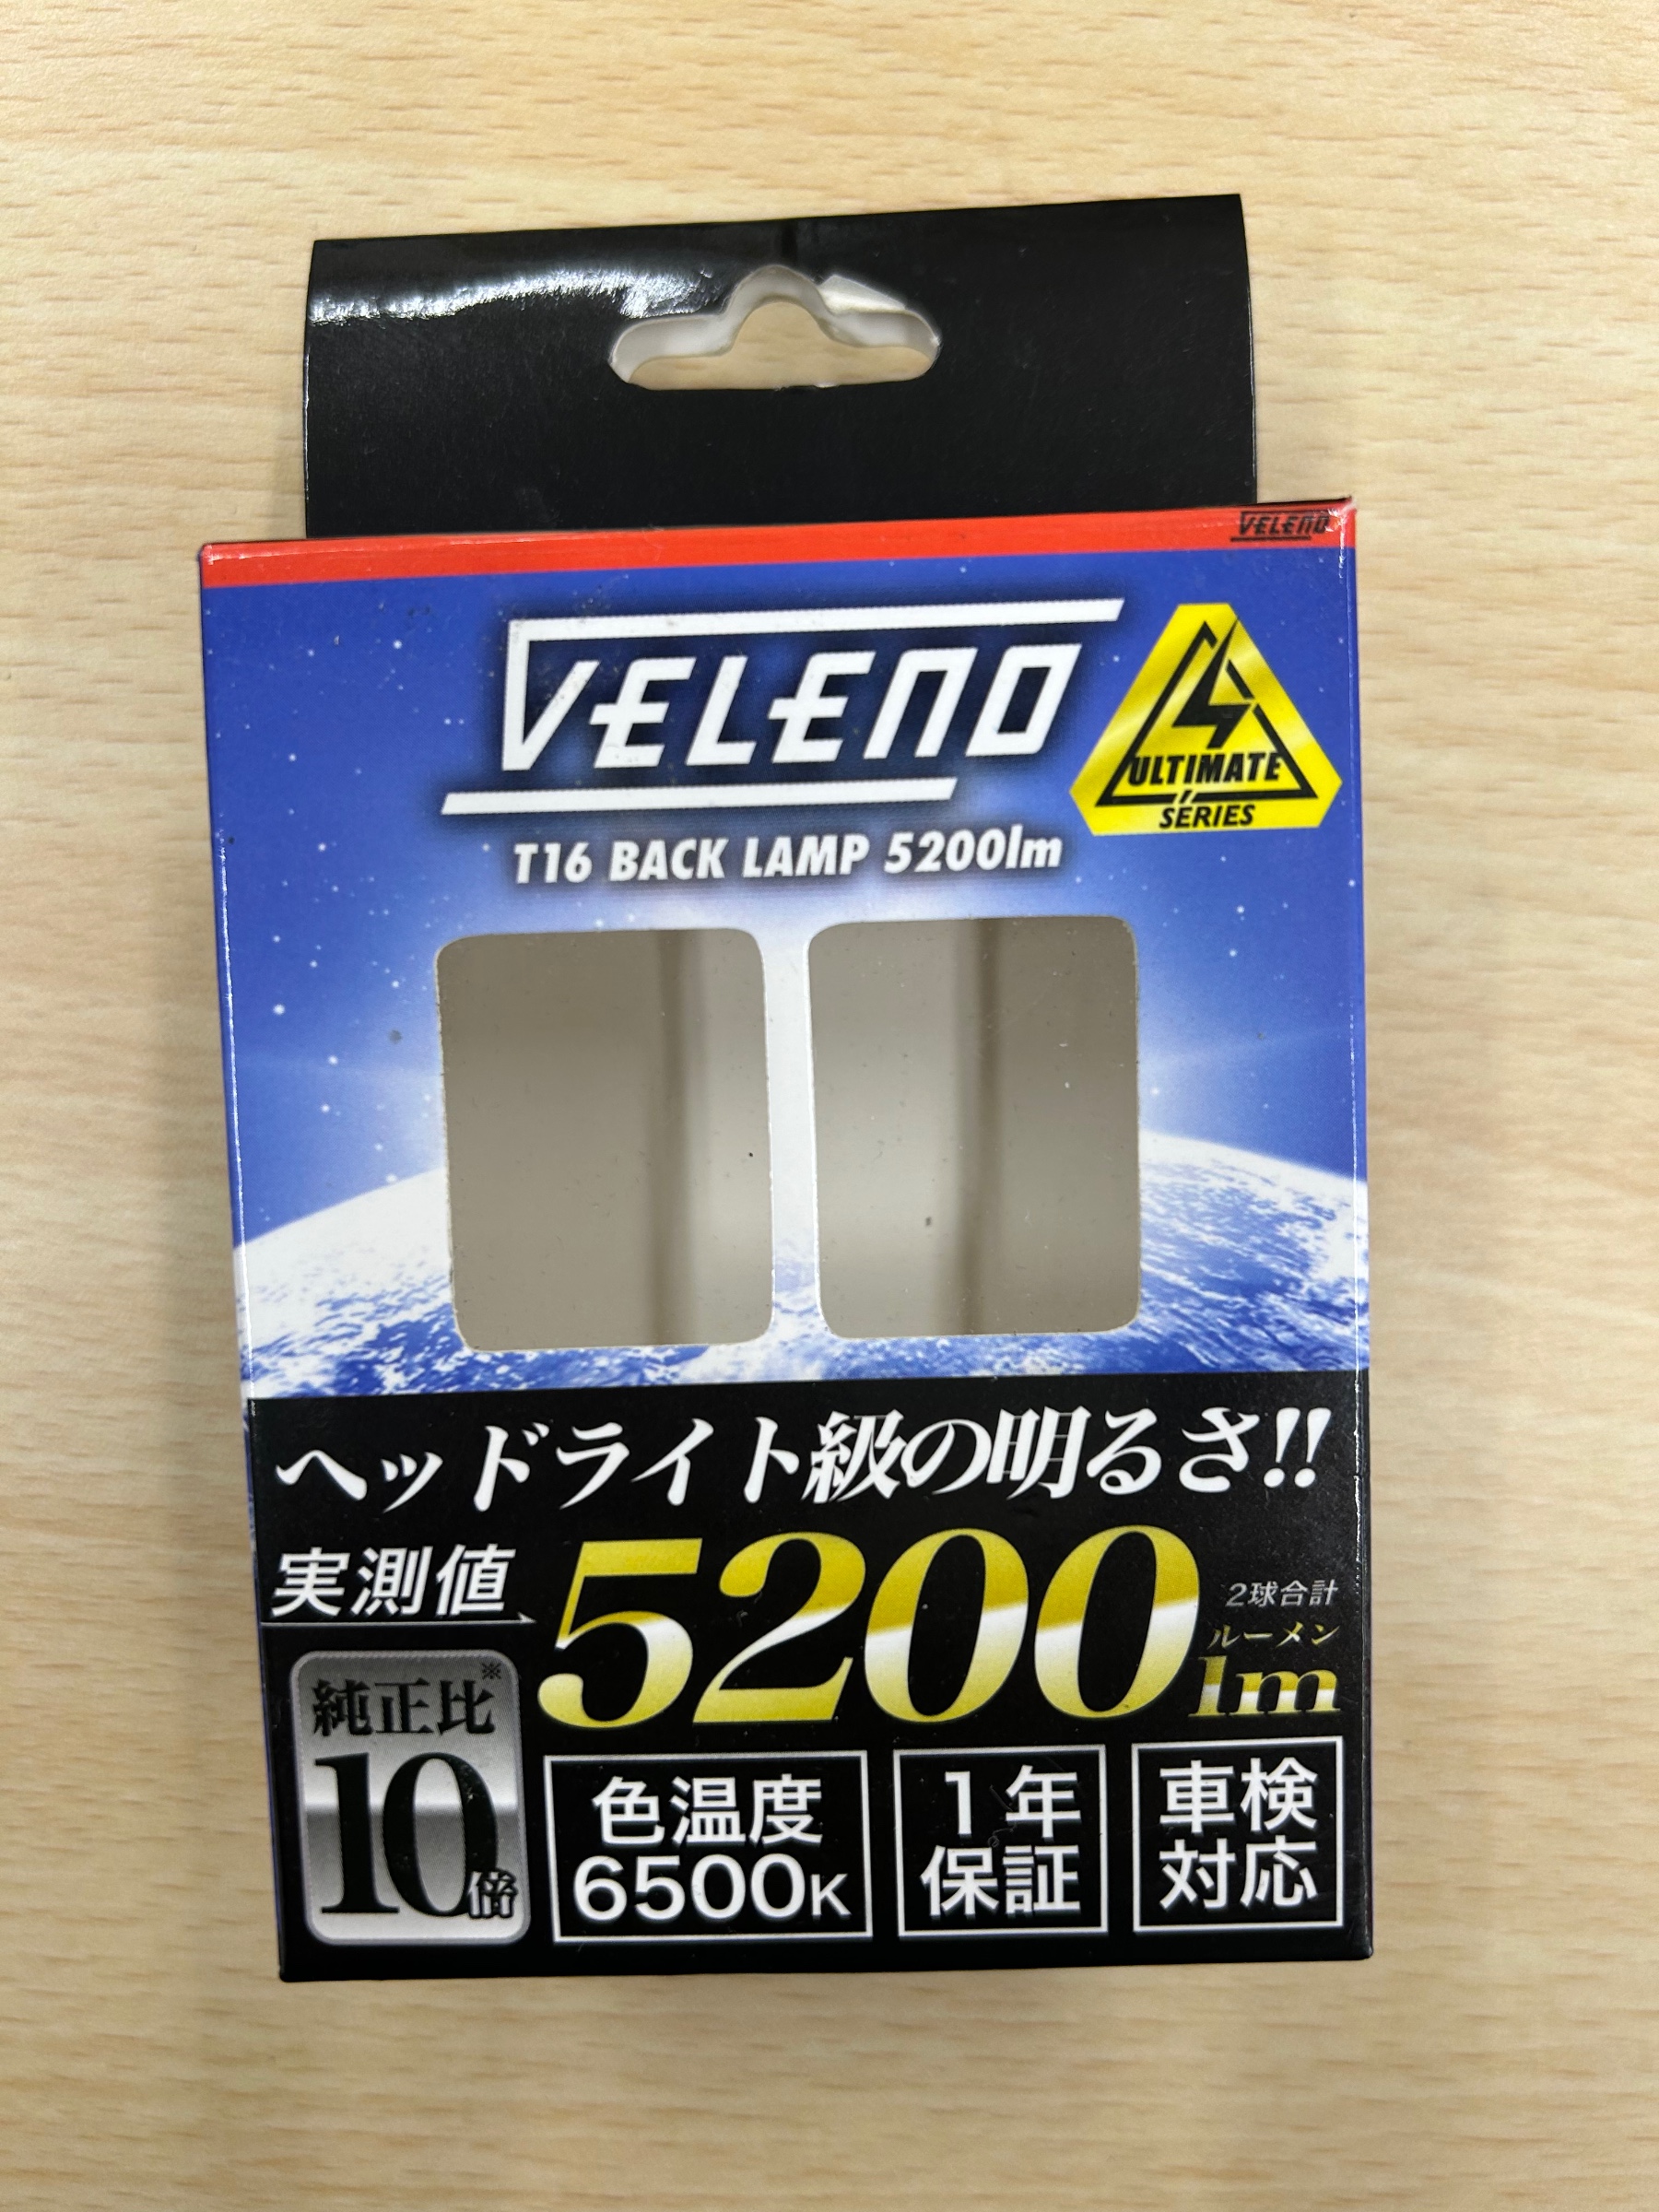 VELENO
VELENO
ULTIMATE
SERIES
T16 BACK LAMP 5200lm
ヘッドライト級の明るさ!!
実測値
5200
2球合計
ルーメン
lm
※
純正比
10倍
色温度
6500K
1年
保証
車検
対応